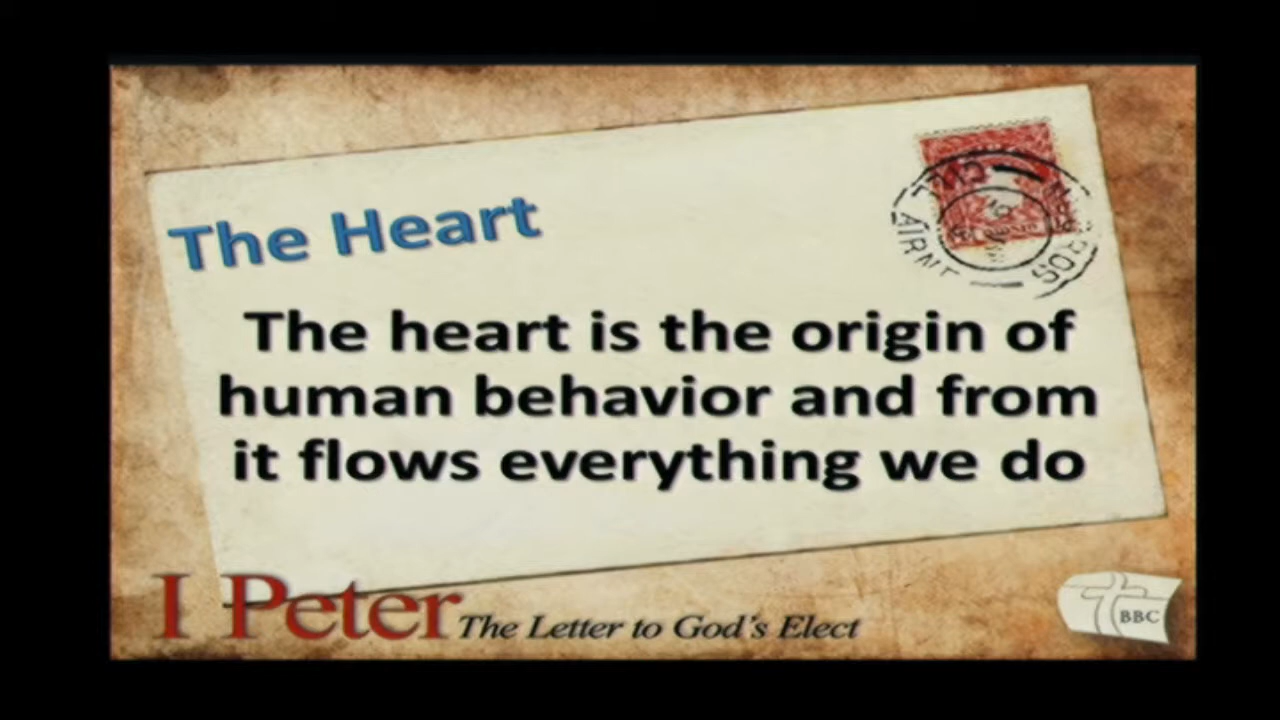 The Heart
The heart is the origin of
human behavior and from
it flows everything we do
I Peter The Letter to God's Elect
BBC